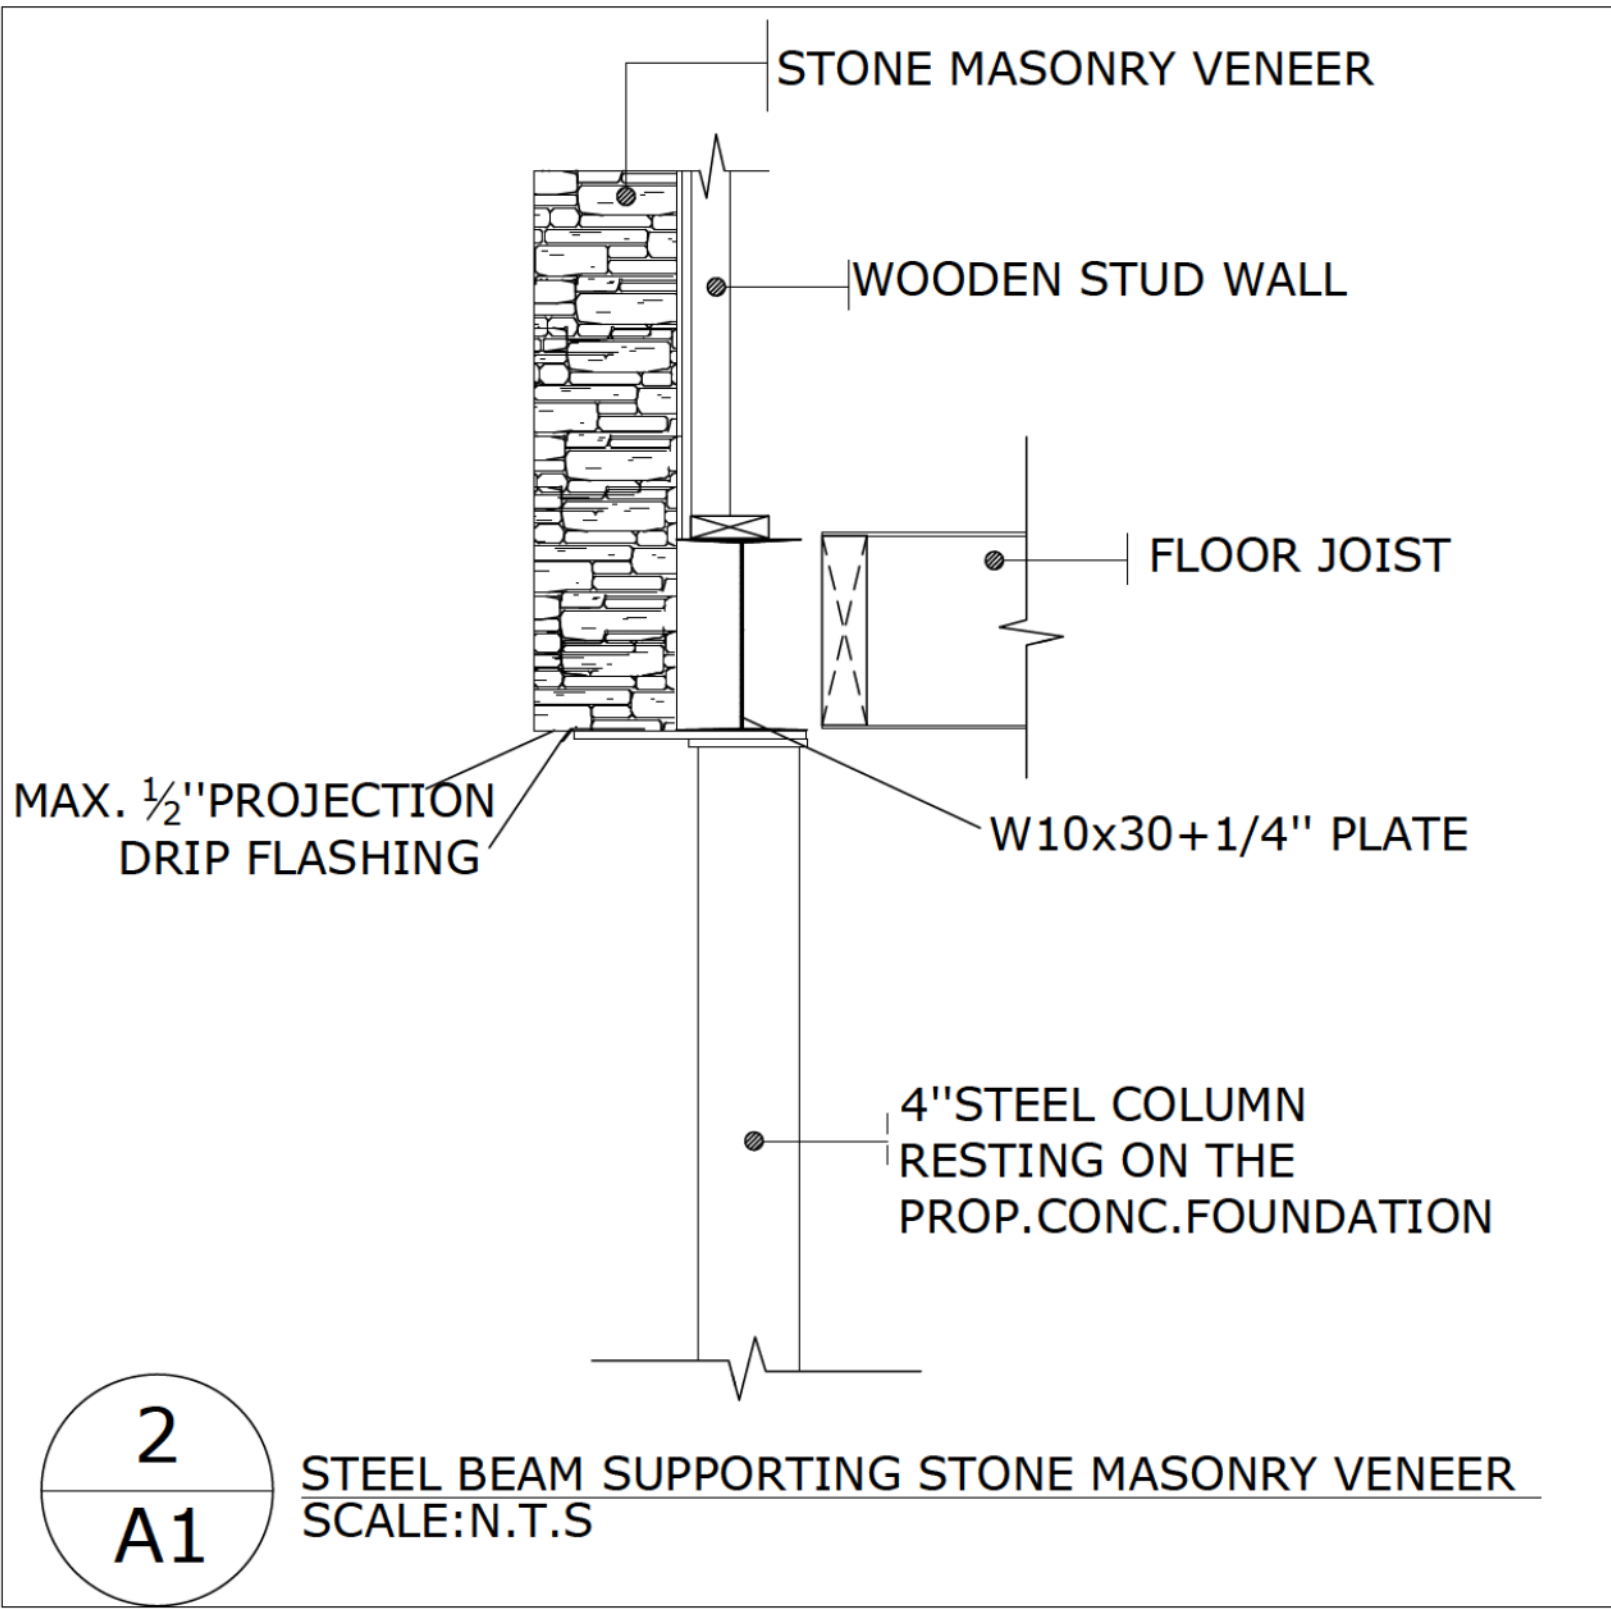 STONE MASONRY VENEER
WOODEN STUD WALL
FLOOR JOIST
MAX. ½''PROJECTION
DRIP FLASHING
W10x30+1/4'' PLATE
4''STEEL COLUMN
RESTING ON THE
PROP.CONC.FOUNDATION
2
A1
STEEL BEAM SUPPORTING STONE MASONRY VENEER
SCALE:N.T.S